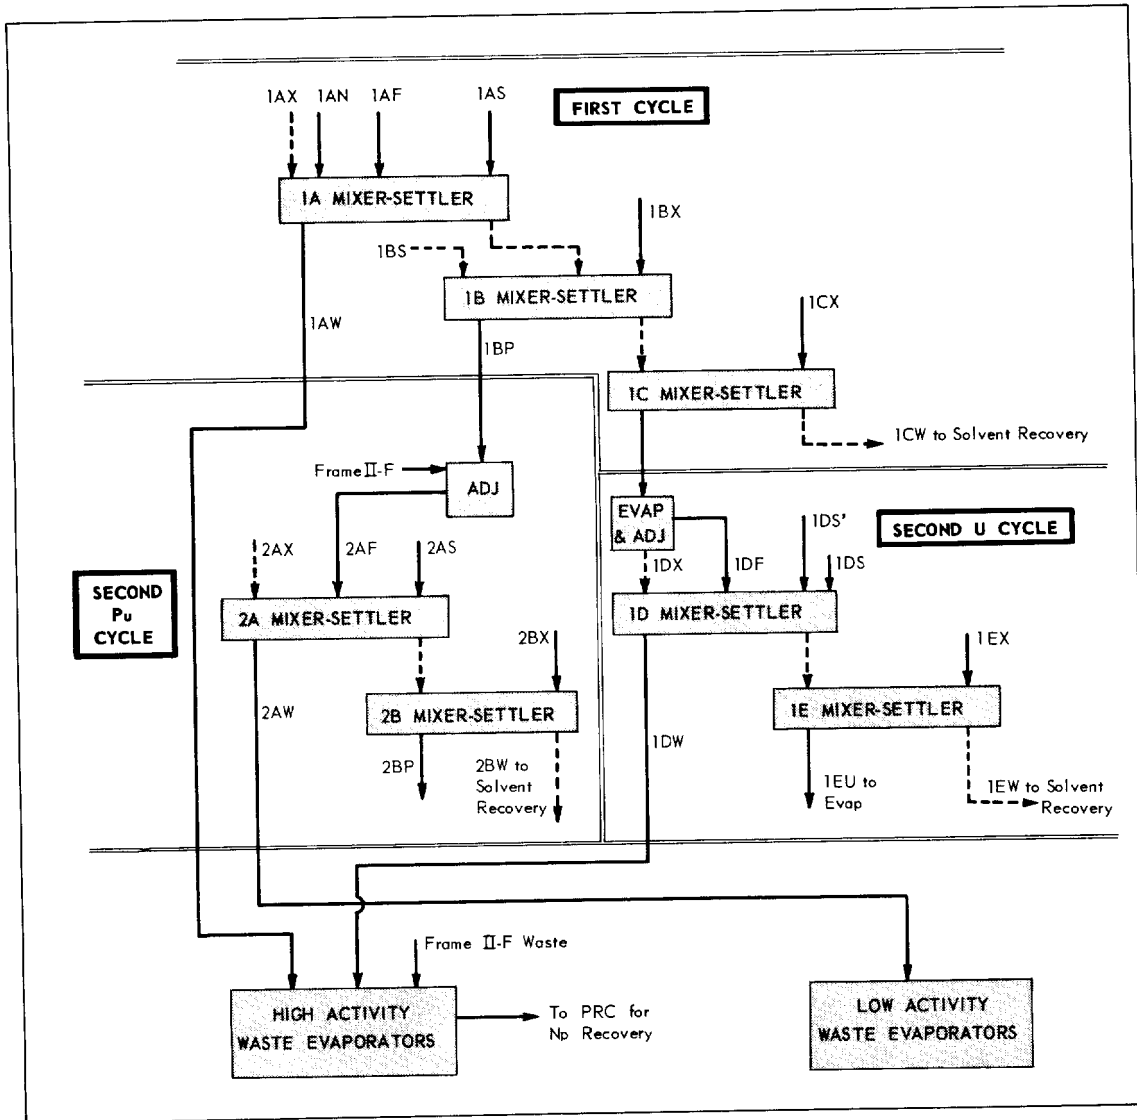 1AX 1AN 1AF 1AS
FIRST CYCLE
1A MIXER-SETTLER
1BX
1BS
1B MIXER-SETTLER
1AW
1CX
1BP
1C MIXER-SETTLER
1CW to Solvent Recovery
Frame II-F
ADJ
EVAP
& ADJ
1DS'
SECOND U CYCLE
2AX 2AF 2AS
1DX 1DF 1DS
SECOND
Pu
CYCLE
2A MIXER-SETTLER
1D MIXER-SETTLER
2BX
1EX
2AW
2B MIXER-SETTLER
1E MIXER-SETTLER
1DW
2BP
2BW to
Solvent
Recovery
1EU to
Evap
1EW to Solvent
Recovery
Frame II-F Waste
HIGH ACTIVITY
WASTE EVAPORATORS
To PRC for
Np Recovery
LOW ACTIVITY
WASTE EVAPORATORS